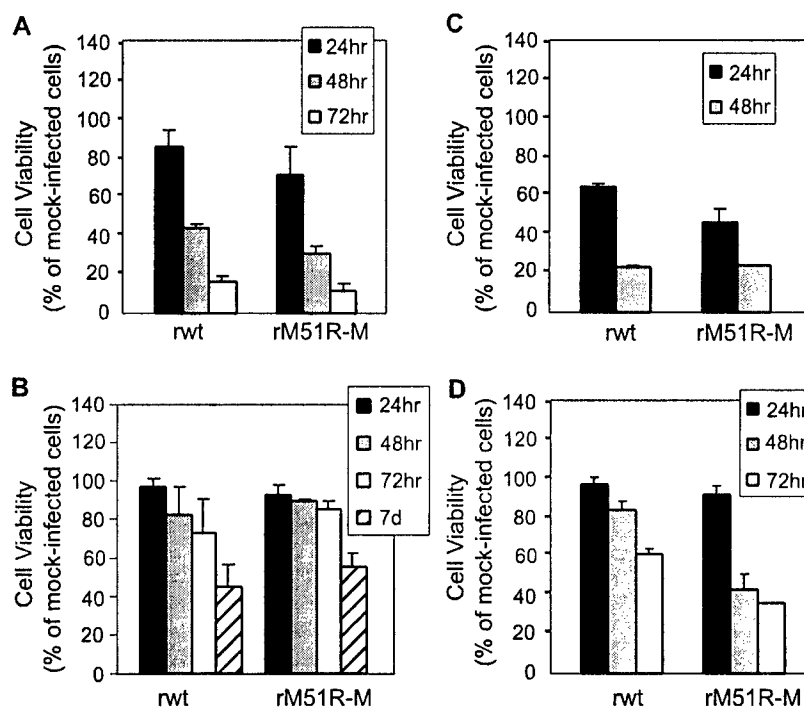 A
Cell Viability
(% of mock-infected cells)
140
120
100
80
60
40
20
0
24hr
48hr
72hr
rwt
rM51R-M
C
Cell Viability
(% of mock-infected cells)
140
120
100
80
60
40
20
0
24hr
48hr
rwt
rM51R-M
B
Cell Viability
(% of mock-infected cells)
140
120
100
80
60
40
20
0
24hr
48hr
72hr
7d
rwt
rM51R-M
D
Cell Viability
(% of mock-infected cells)
140
120
100
80
60
40
20
0
24hr
48hr
72hr
rwt
rM51R-M